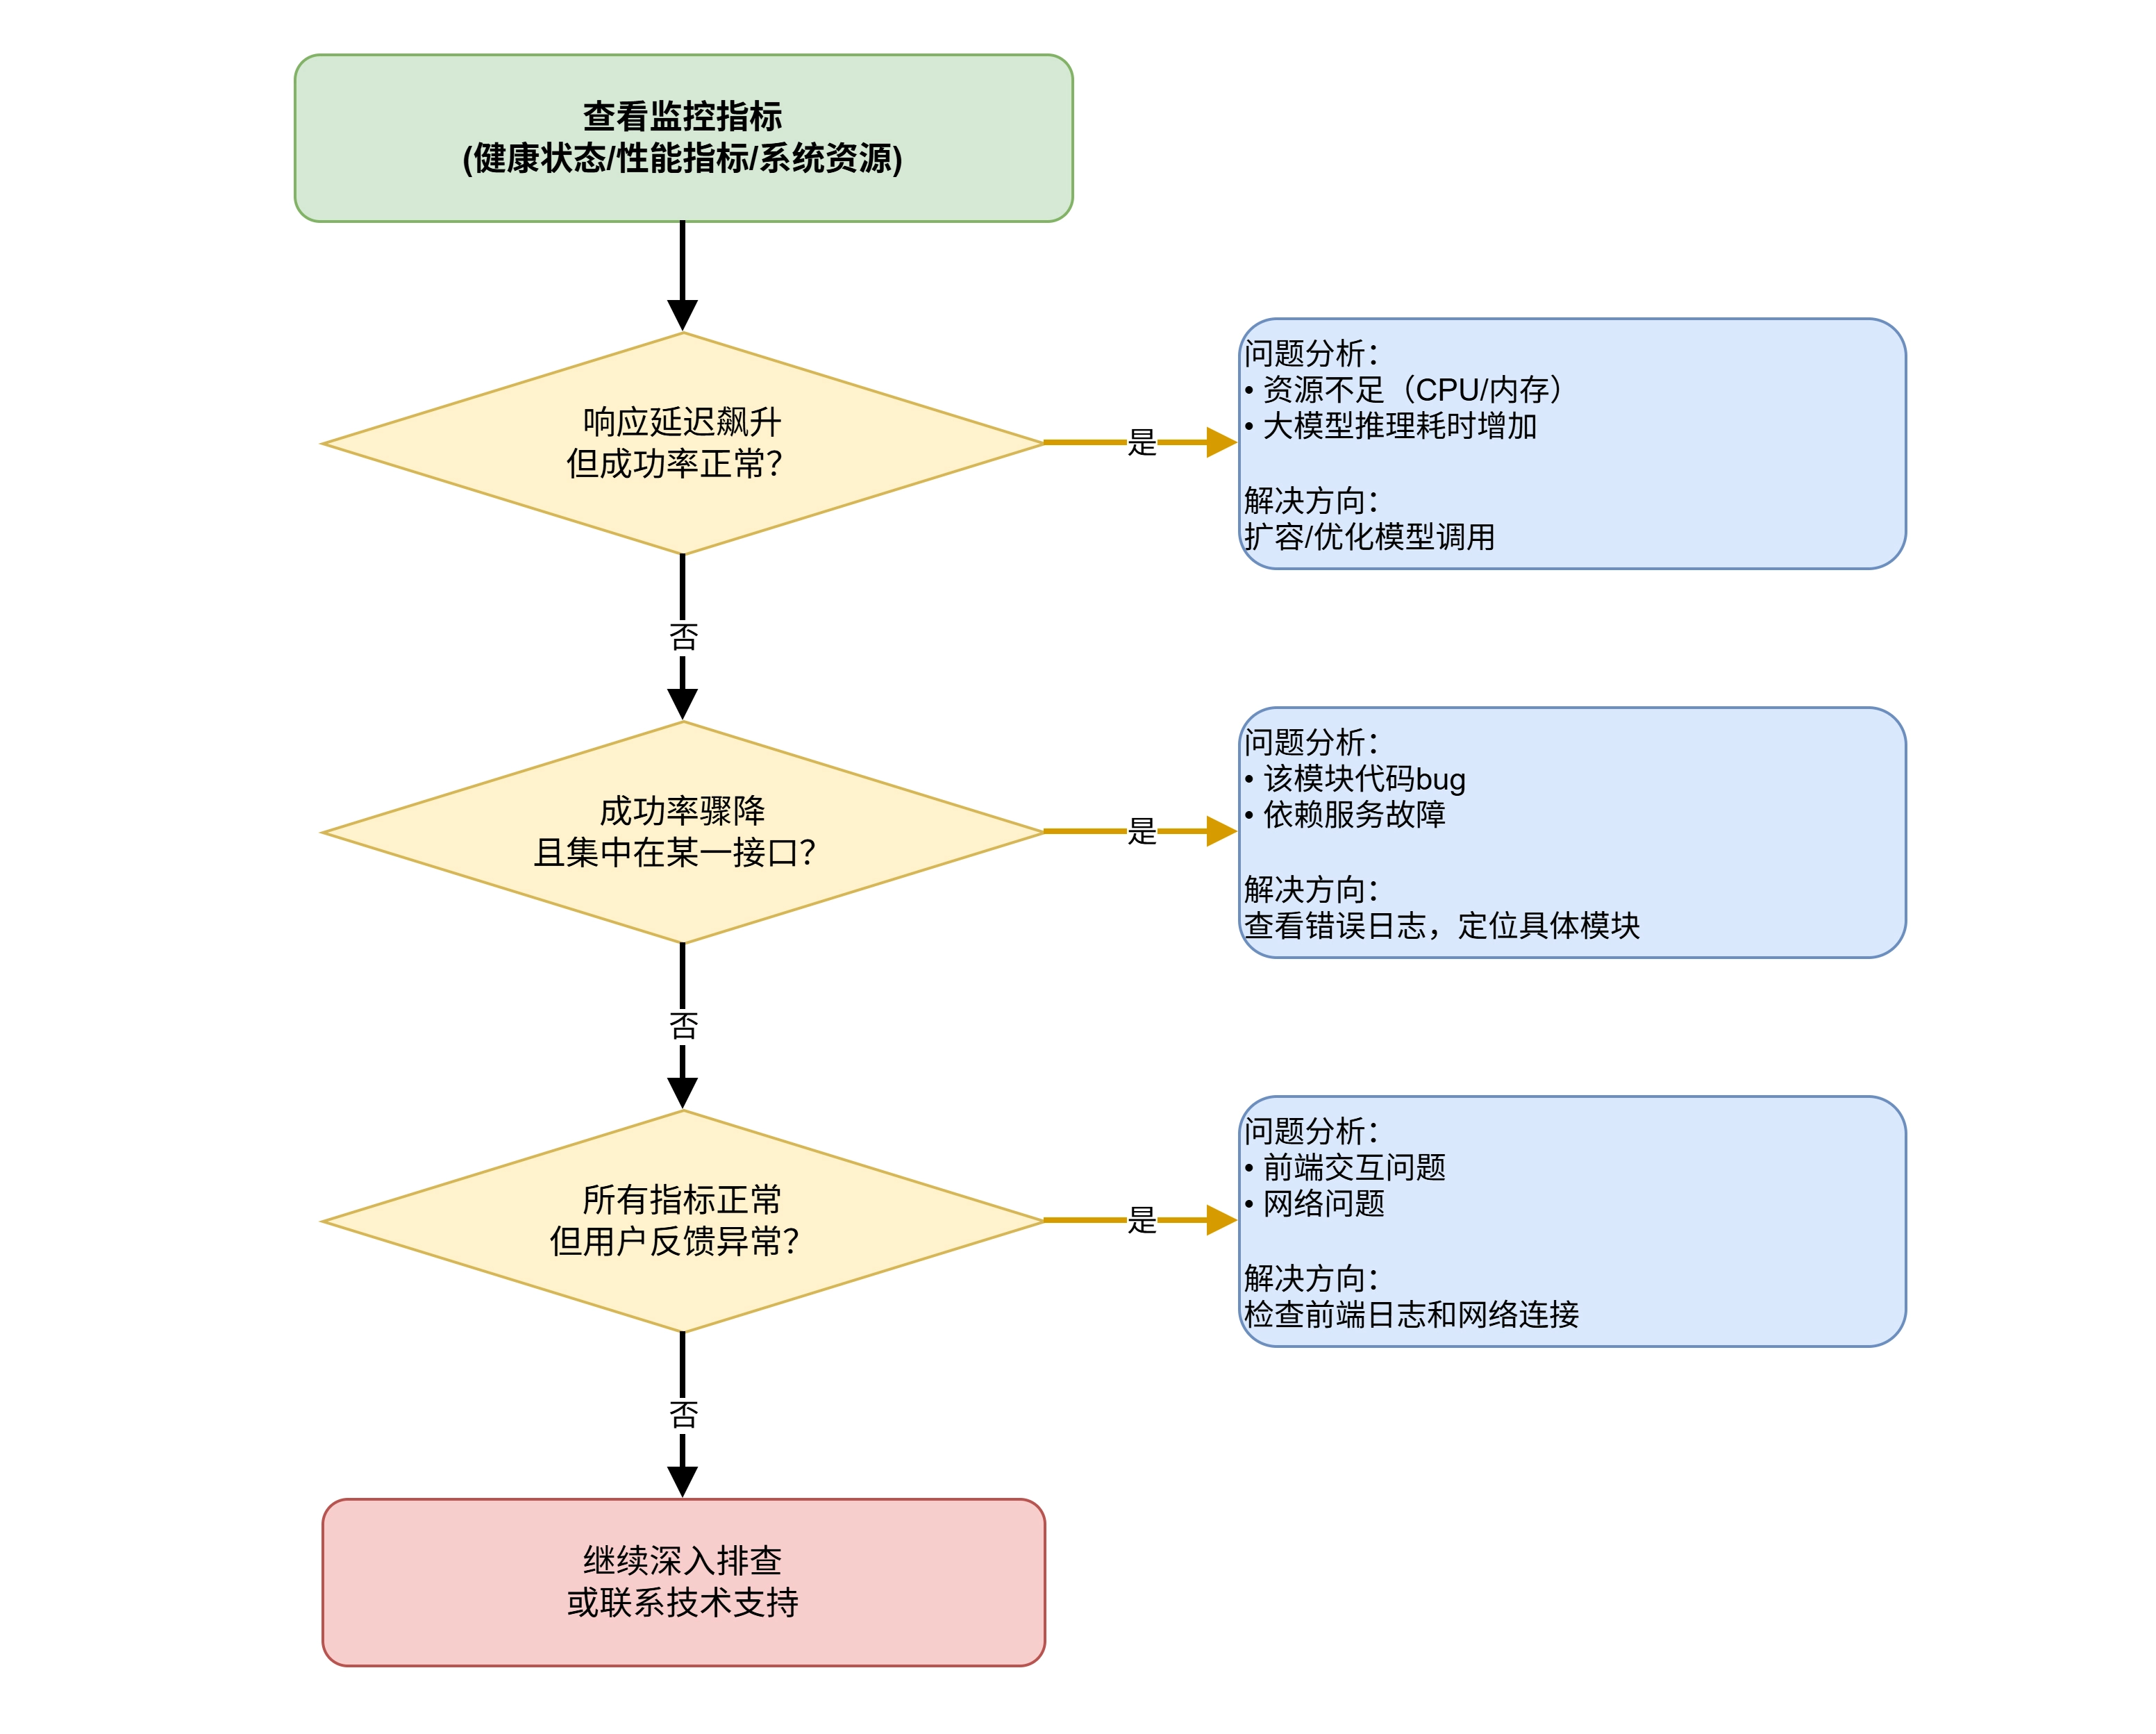 查看监控指标
(健康状态/性能指标/系统资源)
响应延迟飙升
但成功率正常？
是
问题分析：
• 资源不足（CPU/内存）
• 大模型推理耗时增加
解决方向：
扩容/优化模型调用
否
成功率骤降
且集中在某一接口？
是
问题分析：
• 该模块代码bug
• 依赖服务故障
解决方向：
查看错误日志，定位具体模块
否
所有指标正常
但用户反馈异常？
是
问题分析：
• 前端交互问题
• 网络问题
解决方向：
检查前端日志和网络连接
否
继续深入排查
或联系技术支持